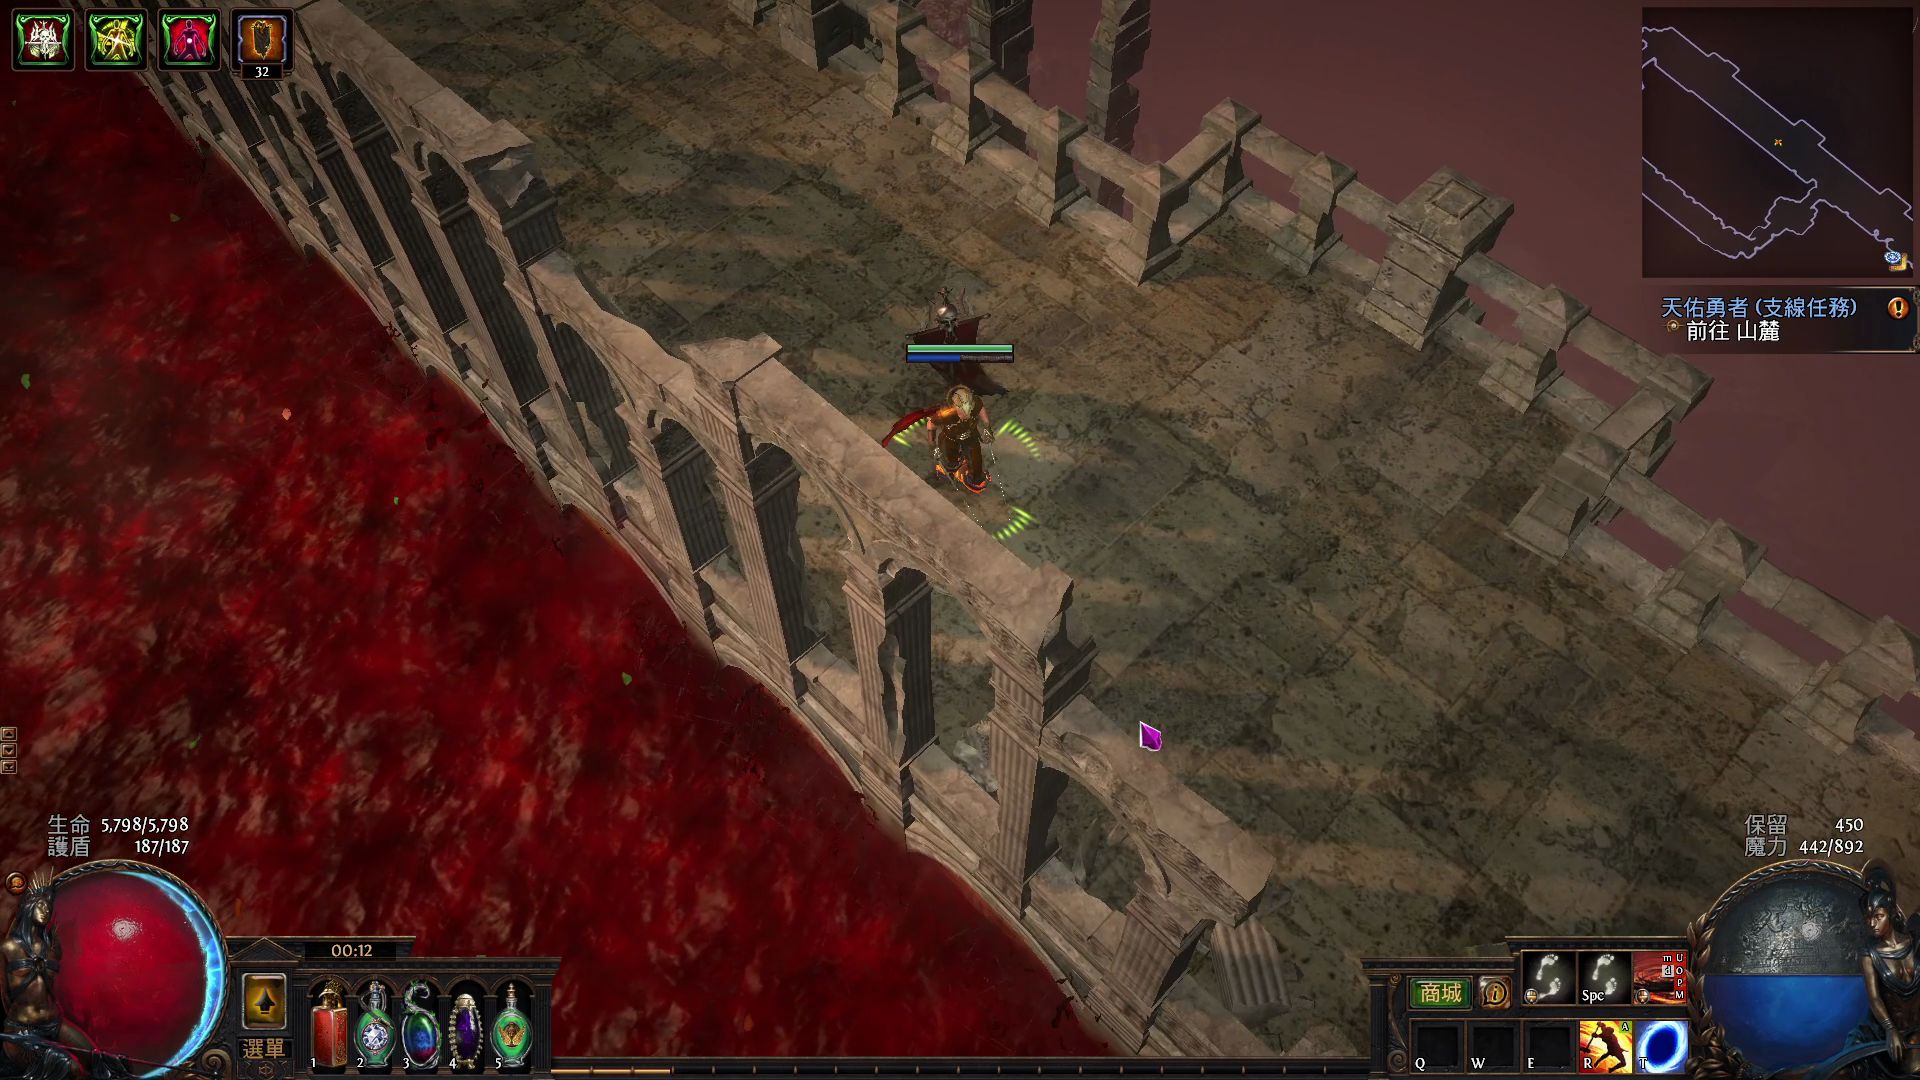 32
天佑勇者 (支線任務)
前往 山麓
生命 5,798/5,798
護盾 187/187
保留 450
魔力 442/892
00:12
選單
1
2
3
4
5
商城
Spc
Q
W
E
R
A
T